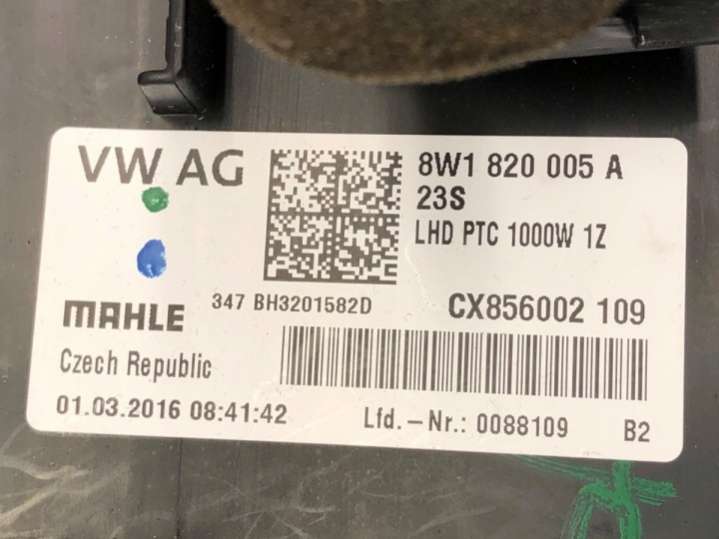 VW AG
8W1 820 005 A
23S
LHD PTC 1000W 1Z
MAHLE
347 BH3201582D
CX856002 109
Czech Republic
01.03.2016 08:41:42
Lfd.-Nr.: 0088109
B2